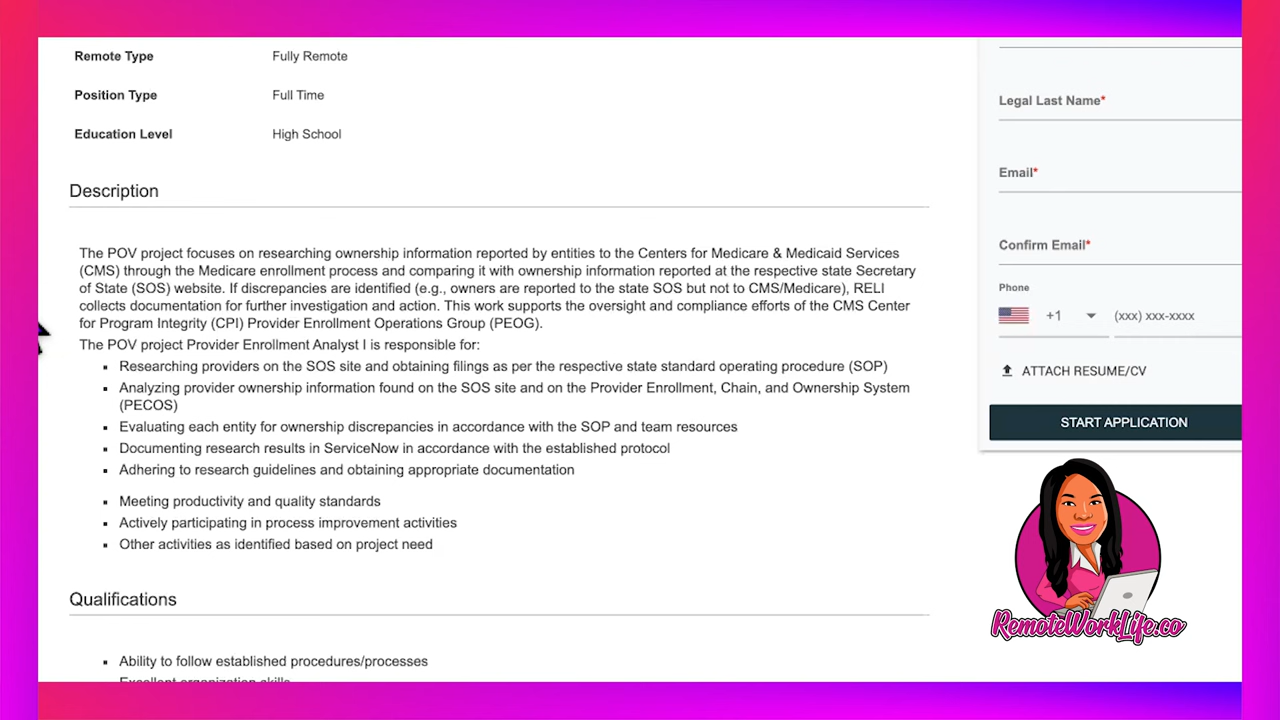 Remote Type Fully Remote
Position Type Full Time
Education Level High School
Description
The POV project focuses on researching ownership information reported by entities to the Centers for Medicare & Medicaid Services
(CMS) through the Medicare enrollment process and comparing it with ownership information reported at the respective state Secretary
of State (SOS) website. If discrepancies are identified (e.g., owners are reported to the state SOS but not to CMS/Medicare), RELI
collects documentation for further investigation and action. This work supports the oversight and compliance efforts of the CMS Center
for Program Integrity (CPI) Provider Enrollment Operations Group (PEOG).
The POV project Provider Enrollment Analyst I is responsible for:
Researching providers on the SOS site and obtaining filings as per the respective state standard operating procedure (SOP)
Analyzing provider ownership information found on the SOS site and on the Provider Enrollment, Chain, and Ownership System
(PECOS)
Evaluating each entity for ownership discrepancies in accordance with the SOP and team resources
Documenting research results in ServiceNow in accordance with the established protocol
Adhering to research guidelines and obtaining appropriate documentation
Meeting productivity and quality standards
Actively participating in process improvement activities
Other activities as identified based on project need
Qualifications
Ability to follow established procedures/processes
Excellent organization skills
Legal Last Name*
Email*
Confirm Email*
Phone
+1 (xxx) xxx-xxxx
ATTACH RESUME/CV
START APPLICATION
RemoteWorkLife.co